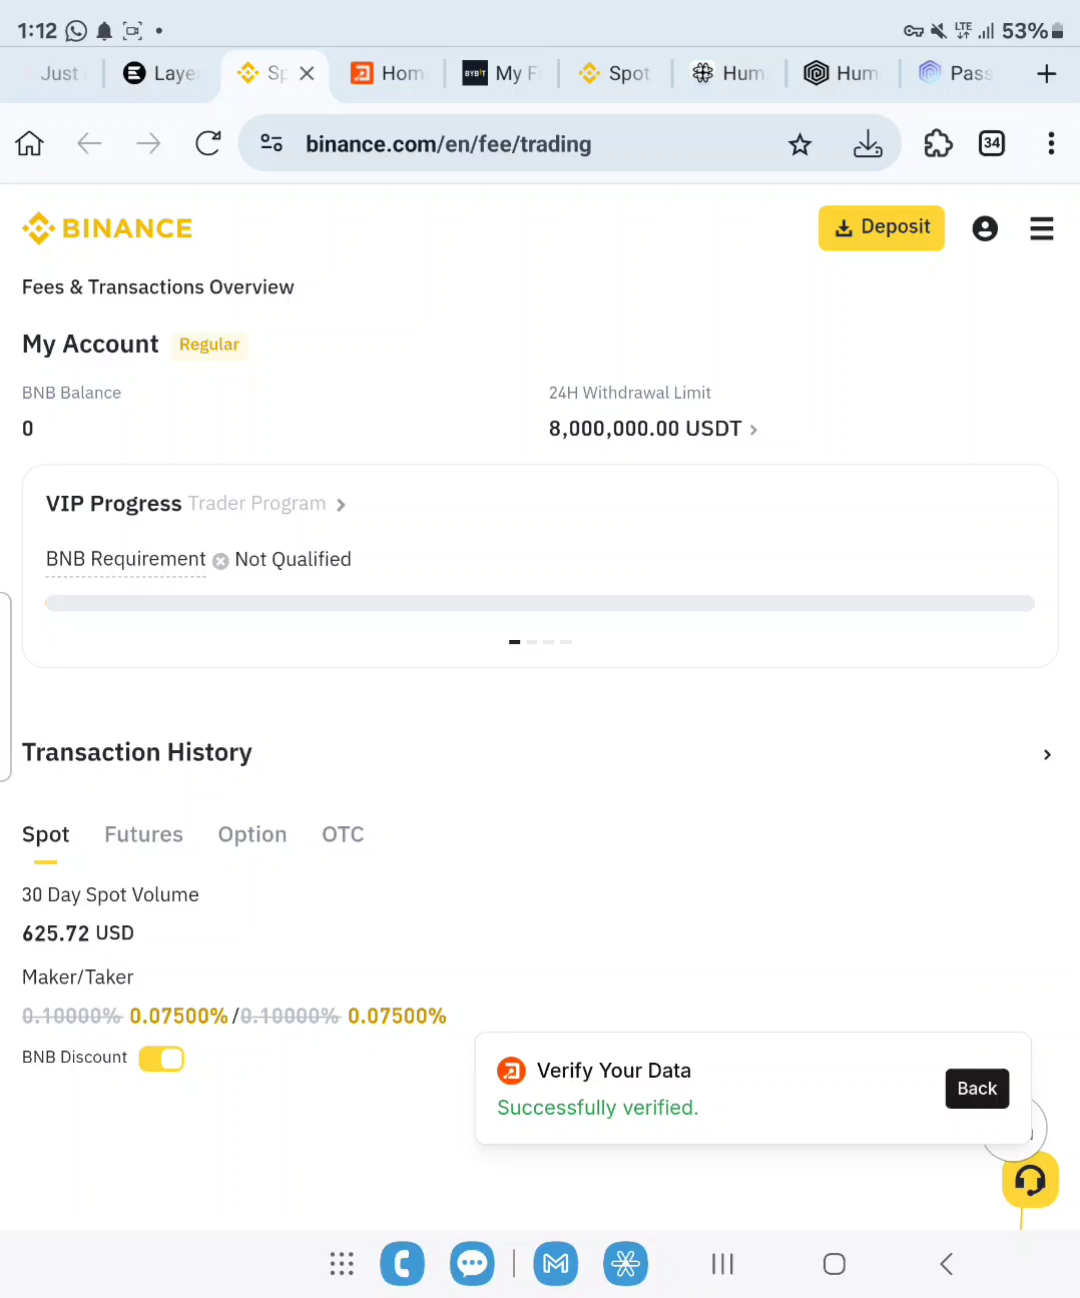 1:12
LTE 53%
Just
Laye
Sp
Hom
BYBIT My F
Spot
Hum
Hum
Pass
binance.com/en/fee/trading
34
BINANCE
Deposit
Fees & Transactions Overview
My Account Regular
BNB Balance
24H Withdrawal Limit
0
8,000,000.00 USDT
VIP Progress Trader Program
BNB Requirement Not Qualified
Transaction History
Spot Futures Option OTC
30 Day Spot Volume
625.72 USD
Maker/Taker
0.10000% 0.07500% / 0.10000% 0.07500%
BNB Discount
Verify Your Data
Successfully verified.
Back